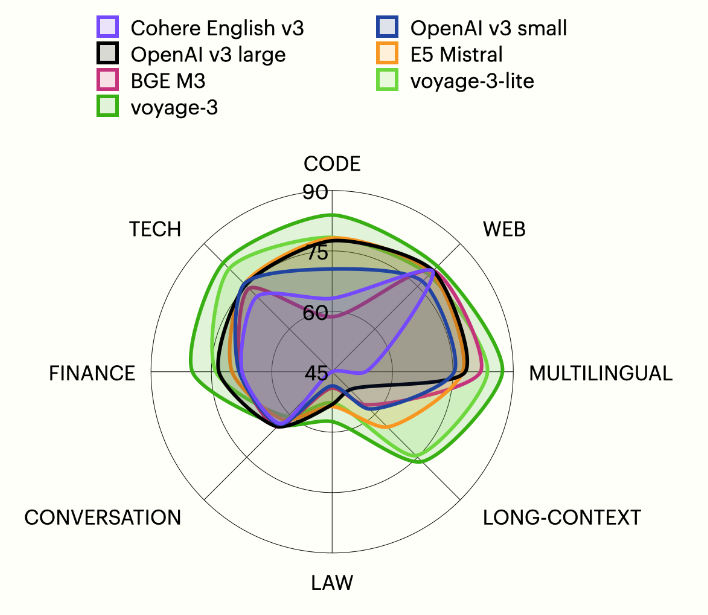 Cohere English v3
OpenAI v3 small
OpenAI v3 large
E5 Mistral
BGE M3
voyage-3-lite
voyage-3
CODE
90
TECH
WEB
75
60
FINANCE
45
MULTILINGUAL
CONVERSATION
LONG-CONTEXT
LAW